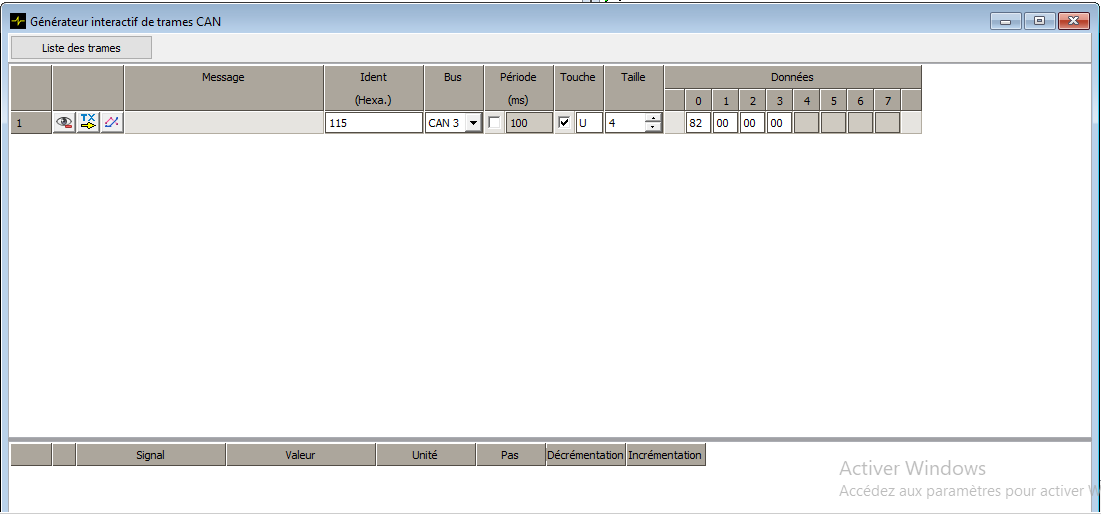 Générateur interactif de trames CAN
Liste des trames
Message Ident Bus Période Touche Taille Données
(Hexa.) (ms) 0 1 2 3 4 5 6 7
1 TX 115 CAN 3 100 U 4 82 00 00 00
Signal Valeur Unité Pas Décrémentation Incrémentation
Activer Windows
Accédez aux paramètres pour activer W